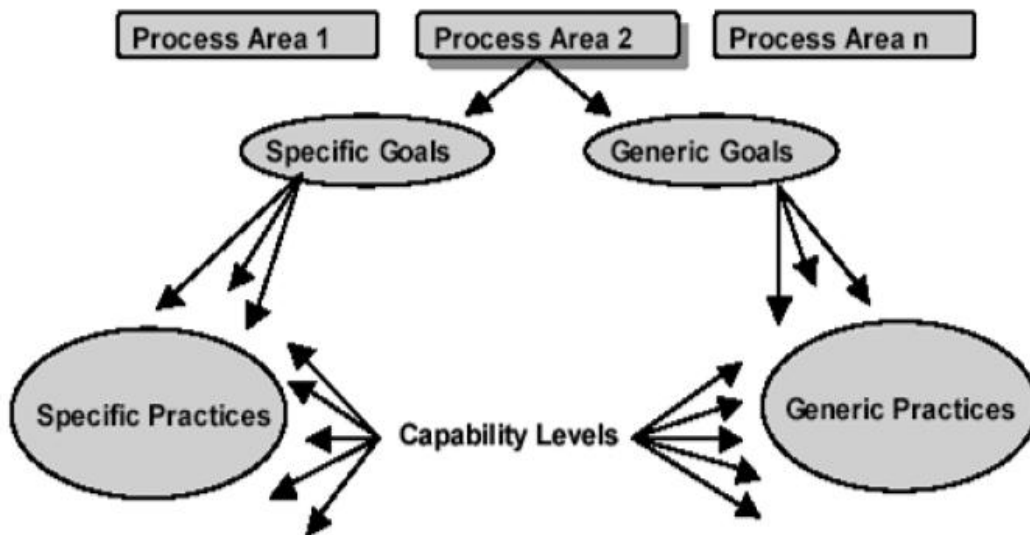 Process Area 1
Process Area 2
Process Area n
Specific Goals
Generic Goals
Specific Practices
Capability Levels
Generic Practices